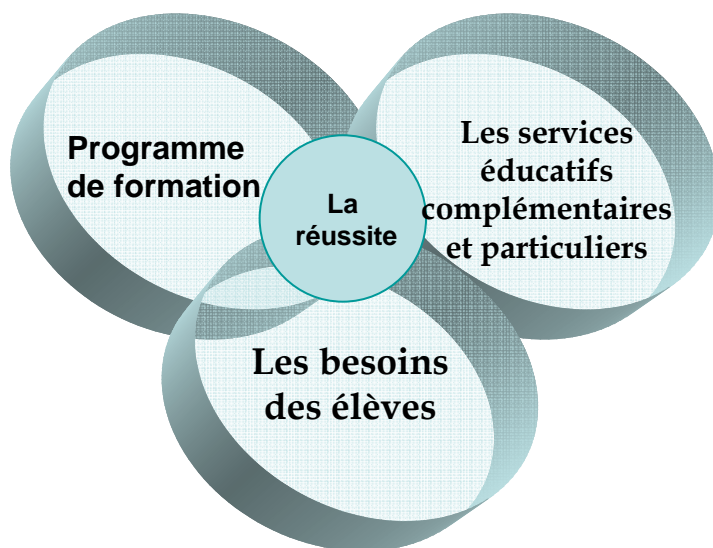 Programme
de formation
Les services
éducatifs
complémentaires
et particuliers
La
réussite
Les besoins
des élèves